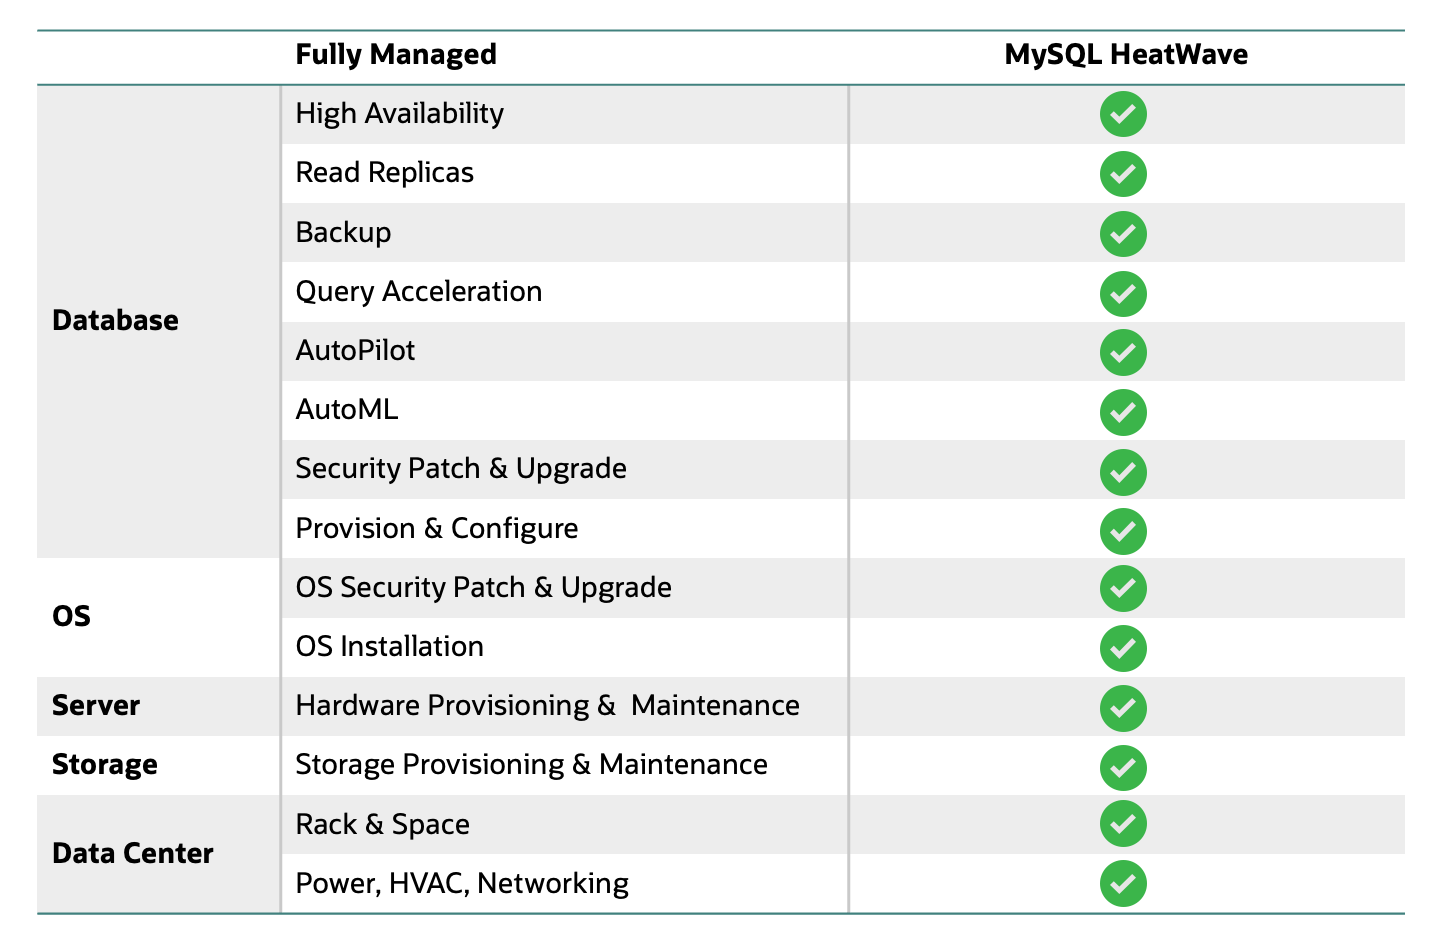 Fully Managed MySQL HeatWave
Database
High Availability
Read Replicas
Backup
Query Acceleration
AutoPilot
AutoML
Security Patch & Upgrade
Provision & Configure
OS
OS Security Patch & Upgrade
OS Installation
Server
Hardware Provisioning & Maintenance
Storage
Storage Provisioning & Maintenance
Data Center
Rack & Space
Power, HVAC, Networking